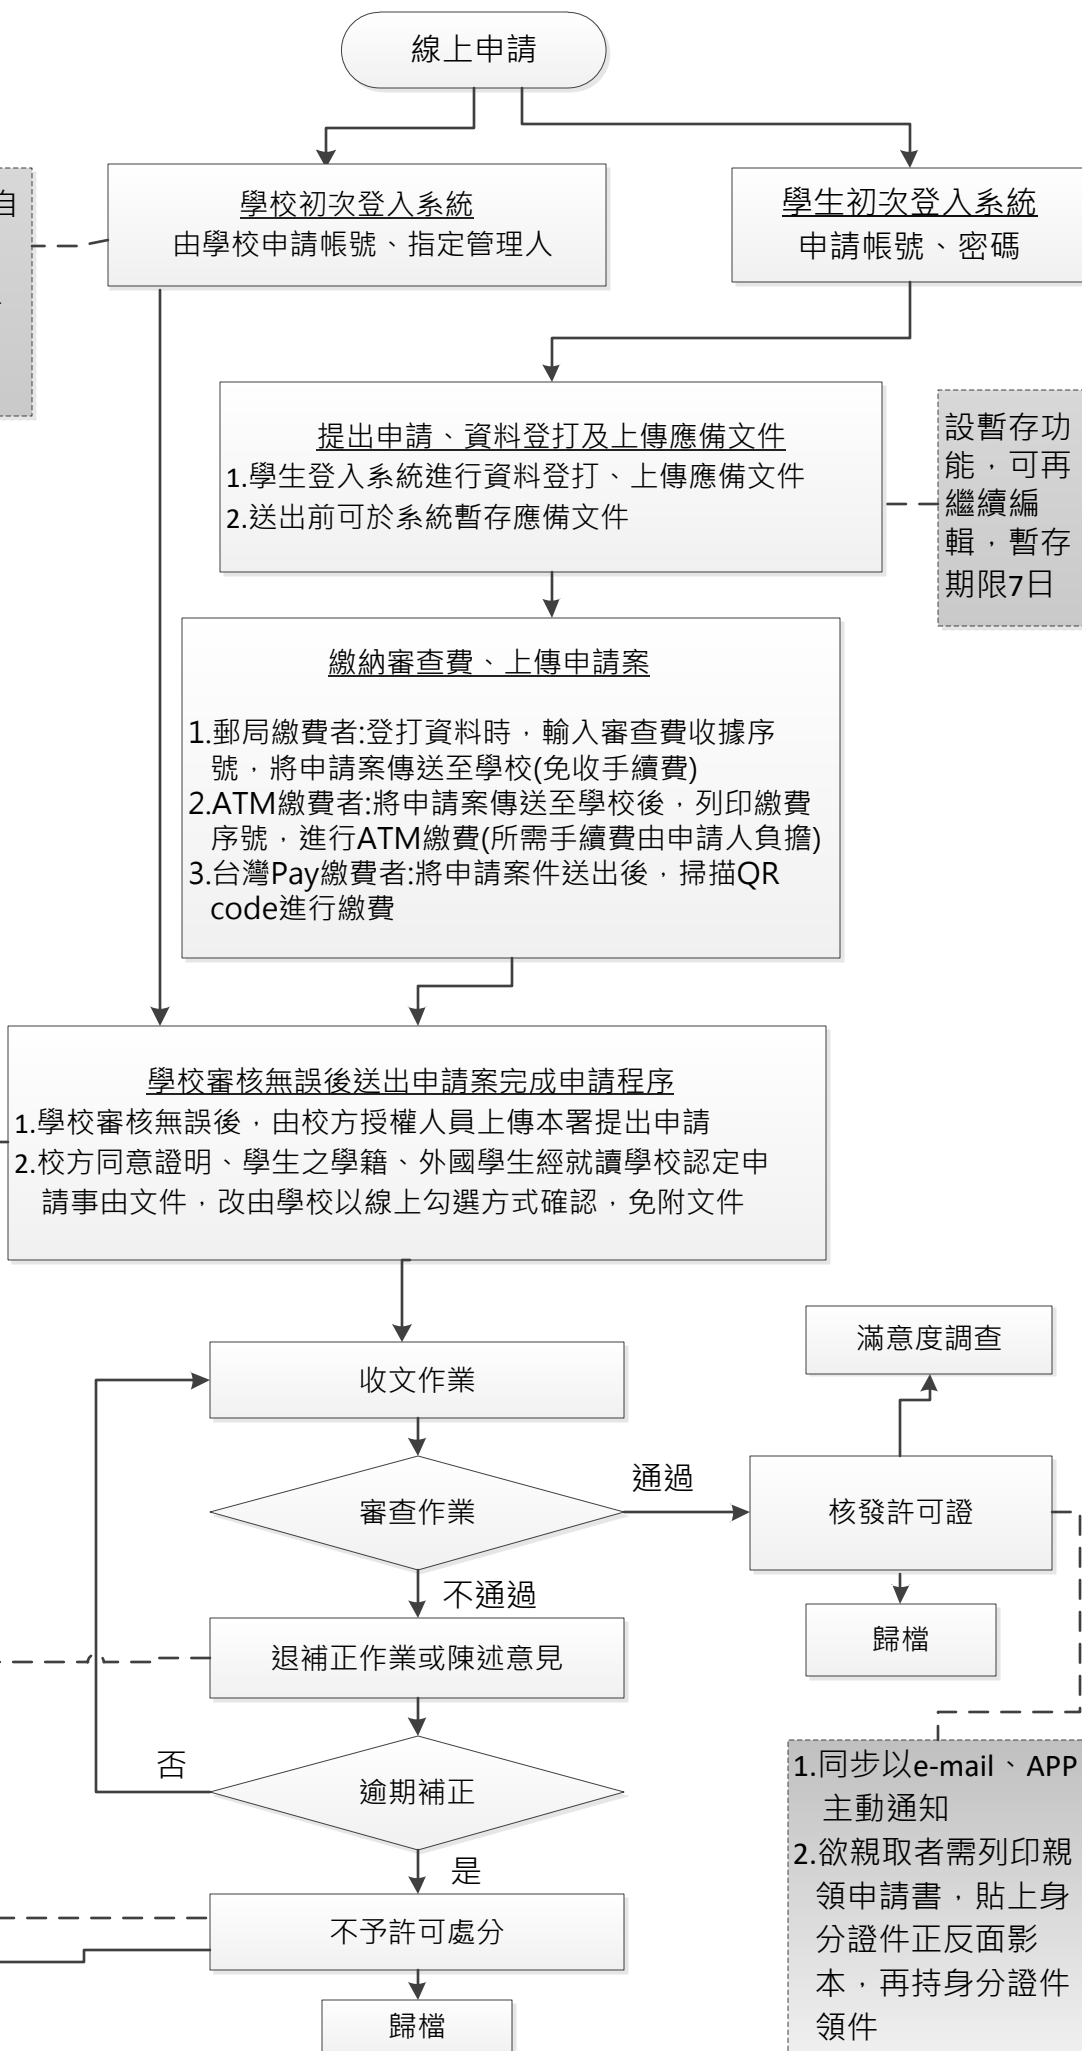 線上申請
學校初次登入系統
由學校申請帳號、指定管理人
學生初次登入系統
申請帳號、密碼
自
提出申請、資料登打及上傳應備文件
1.學生登入系統進行資料登打、上傳應備文件
2.送出前可於系統暫存應備文件
設暫存功
能，可再
繼續編
輯，暫存
期限7日
繳納審查費、上傳申請案
1.郵局繳費者:登打資料時，輸入審查費收據序
號，將申請案傳送至學校(免收手續費)
2.ATM繳費者:將申請案傳送至學校後，列印繳費
序號，進行ATM繳費(所需手續費由申請人負擔)
3.台灣Pay繳費者:將申請案件送出後，掃描QR
code進行繳費
學校審核無誤後送出申請案完成申請程序
1.學校審核無誤後，由校方授權人員上傳本署提出申請
2.校方同意證明、學生之學籍、外國學生經就讀學校認定申
請事由文件，改由學校以線上勾選方式確認，免附文件
收文作業
滿意度調查
審查作業
通過
核發許可證
不通過
歸檔
退補正作業或陳述意見
否
逾期補正
是
不予許可處分
歸檔
1.同步以e-mail、APP
主動通知
2.欲親取者需列印親
領申請書，貼上身
分證件正反面影
本，再持身分證件
領件